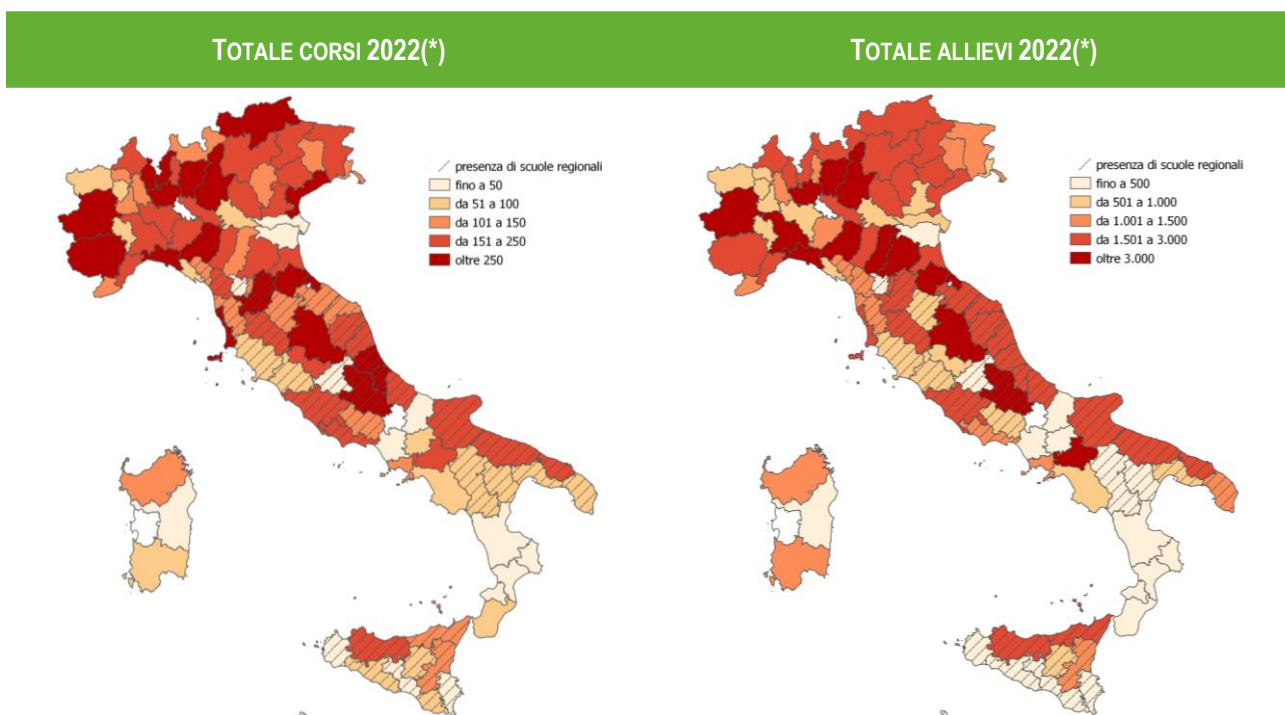 TOTALE CORSI 2022(*)
TOTALE ALLIEVI 2022(*)
presenza di scuole regionali
fino a 50
da 51 a 100
da 101 a 150
da 151 a 250
oltre 250
presenza di scuole regionali
fino a 500
da 501 a 1.000
da 1.001 a 1.500
da 1.501 a 3.000
oltre 3.000